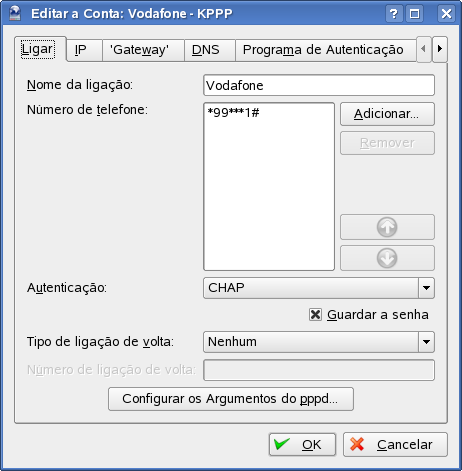 Editar a Conta: Vodafone - KPPP
Ligar IP 'Gateway' DNS Programa de Autenticação
Nome da ligação: Vodafone
Número de telefone: *99***1# Adicionar...
Remover
Autenticação: CHAP
Guardar a senha
Tipo de ligação de volta: Nenhum
Número de ligação de volta:
Configurar os Argumentos do pppd...
OK Cancelar